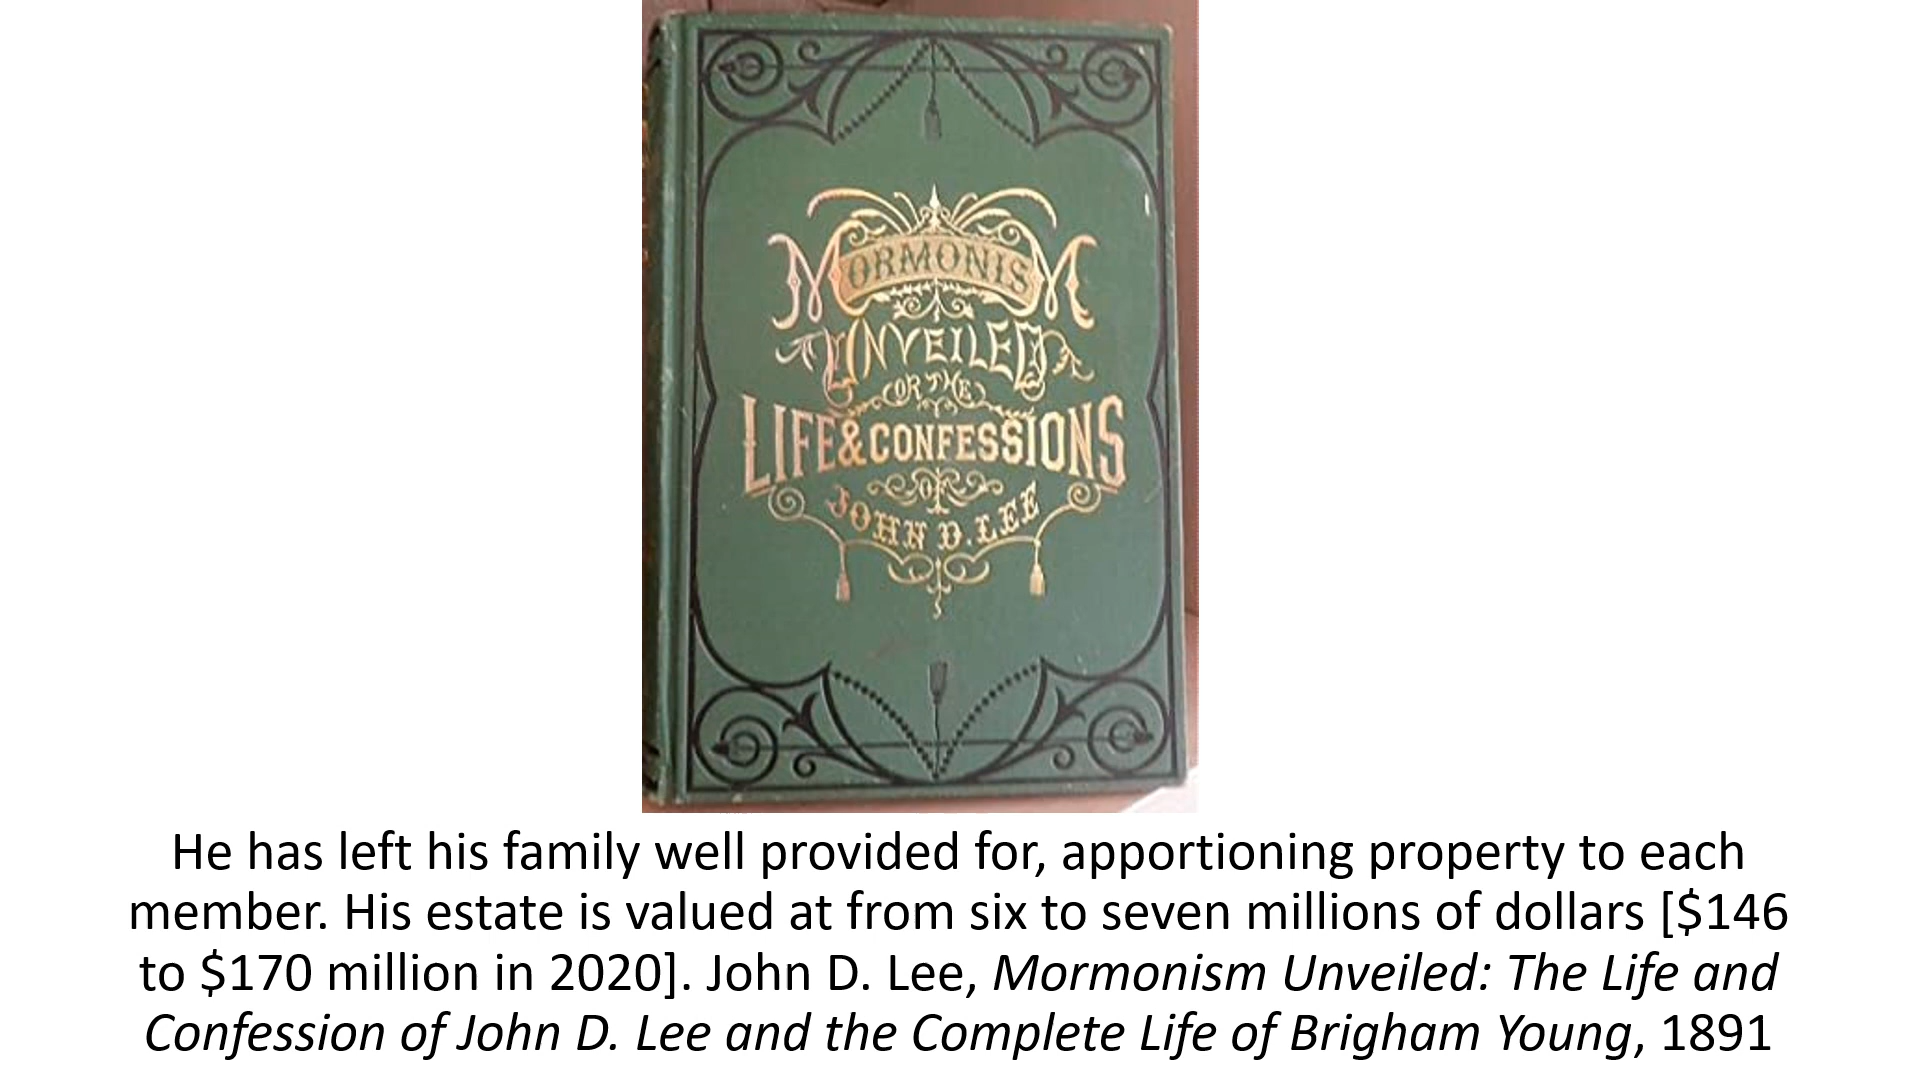 MORMONISM
UNVEILED
OR THE
LIFE & CONFESSIONS
OF
JOHN D. LEE
He has left his family well provided for, apportioning property to each
member. His estate is valued at from six to seven millions of dollars [$146
to $170 million in 2020]. John D. Lee, Mormonism Unveiled: The Life and
Confession of John D. Lee and the Complete Life of Brigham Young, 1891